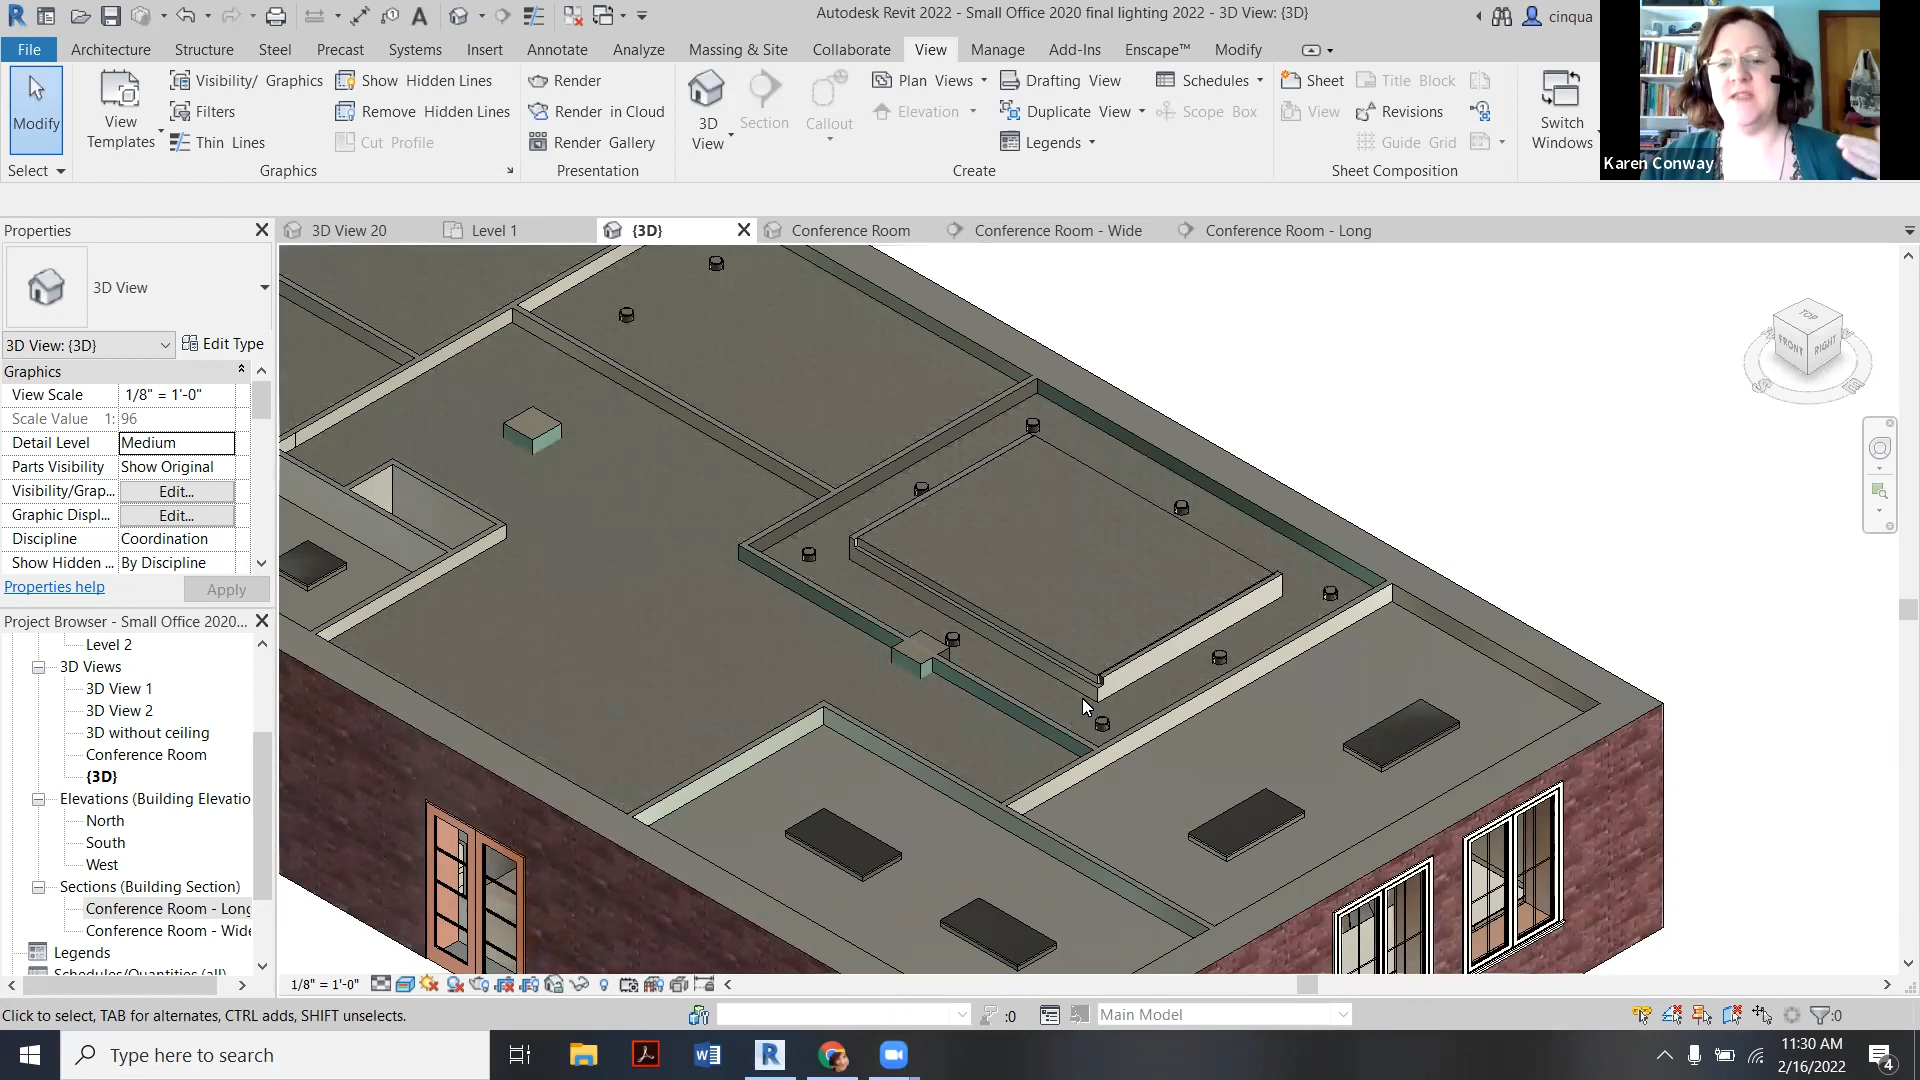 Autodesk Revit 2022 - Small Office 2020 final lighting 2022 - 3D View: {3D}
cinqua
File Architecture Structure Steel Precast Systems Insert Annotate Analyze Massing & Site Collaborate View Manage Add-Ins Enscape™ Modify
Modify
View
Templates
Visibility/ Graphics
Filters
Thin Lines
Show Hidden Lines
Remove Hidden Lines
Cut Profile
Render
Render in Cloud
Render Gallery
3D
View
Section
Callout
Plan Views
Elevation
Drafting View
Duplicate View
Legends
Schedules
Scope Box
Sheet
View
Title Block
Revisions
Guide Grid
Switch
Windows
Select
Graphics
Presentation
Create
Sheet Composition
Karen Conway
Properties
3D View 20
Level 1
{3D}
Conference Room
Conference Room - Wide
Conference Room - Long
3D View
3D View: {3D}
Edit Type
Graphics
View Scale 1/8" = 1'-0"
Scale Value 1: 96
Detail Level Medium
Parts Visibility Show Original
Visibility/Grap... Edit...
Graphic Displ... Edit...
Discipline Coordination
Show Hidden ... By Discipline
Properties help
Apply
Project Browser - Small Office 2020...
Level 2
3D Views
3D View 1
3D View 2
3D without ceiling
Conference Room
{3D}
Elevations (Building Elevatio
North
South
West
Sections (Building Section)
Conference Room - Long
Conference Room - Wide
Legends
Schedules/Quantities (all)
TOP
FRONT
RIGHT
S
E
1/8" = 1'-0"
Click to select, TAB for alternates, CTRL adds, SHIFT unselects.
:0
Main Model
:0
Type here to search
11:30 AM
2/16/2022
4